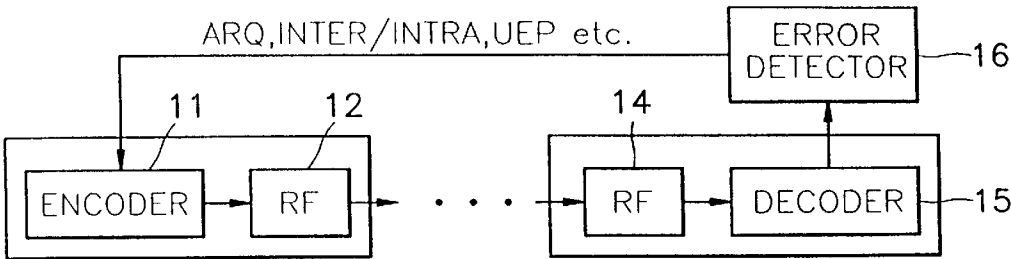 ARQ,INTER/INTRA,UEP etc.
ERROR
DETECTOR
16
11
12
14
ENCODER
RF
RF
DECODER
15